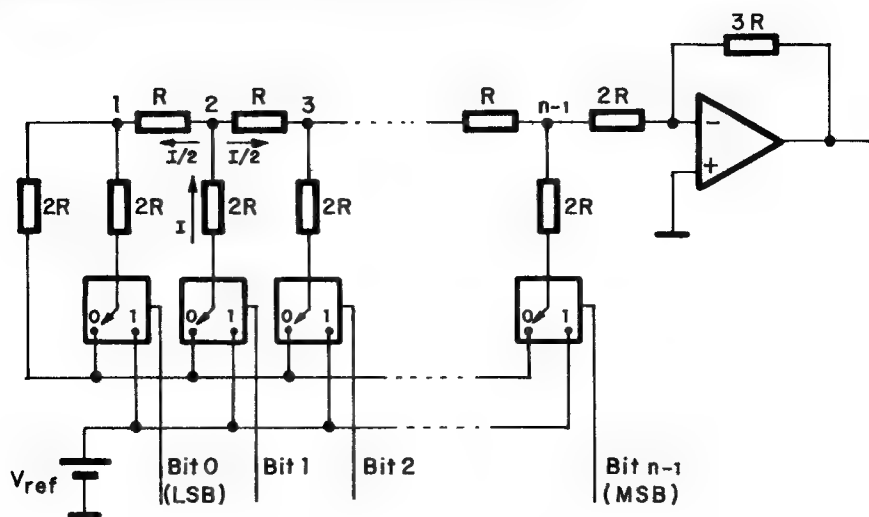 3R
1 R 2 R 3 R n-1 2R
I/2 I/2
-
+
2R 2R I 2R 2R 2R
0 1 0 1 0 1 0 1
Vref
Bit 0 Bit 1 Bit 2 Bit n-1
(LSB) (MSB)